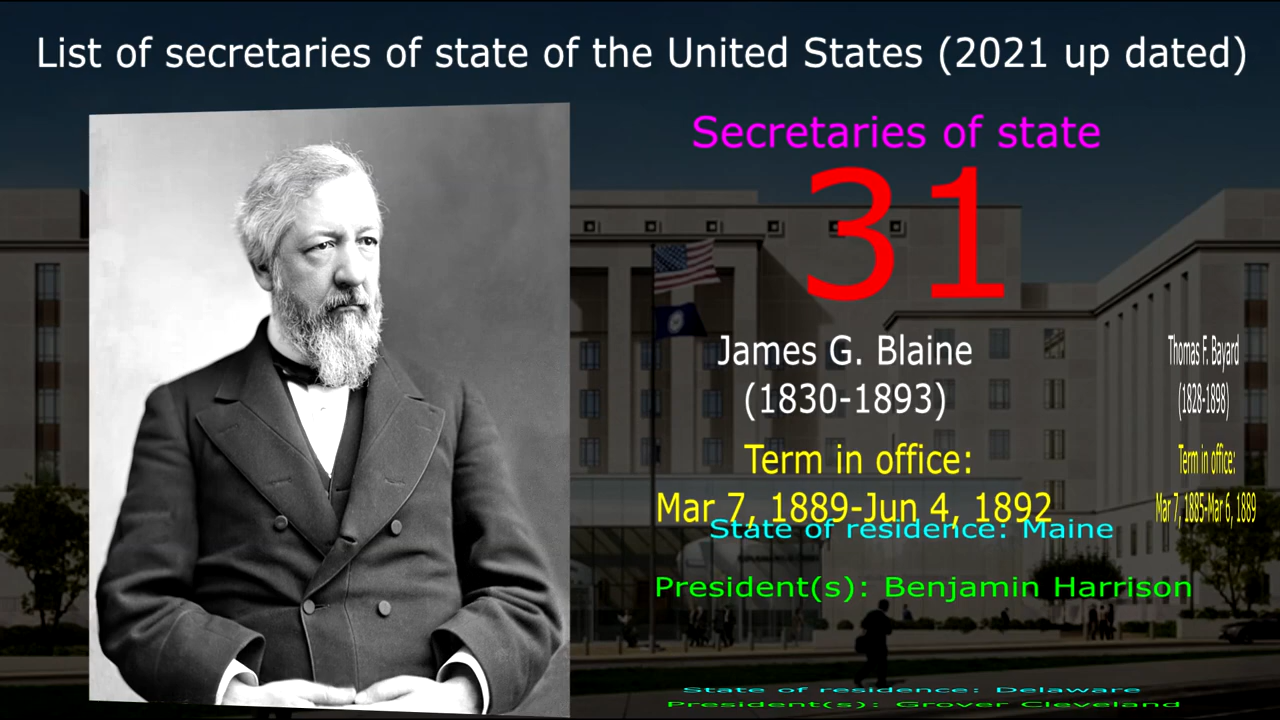 List of secretaries of state of the United States (2021 up dated)
Secretaries of state
31
James G. Blaine
(1830-1893)
Term in office:
Mar 7, 1889-Jun 4, 1892
State of residence: Maine
President(s): Benjamin Harrison
Thomas F. Bayard
(1828-1898)
Term in office:
Mar 7, 1885-Mar 6, 1889
State of residence: Delaware
President(s): Grover Cleveland